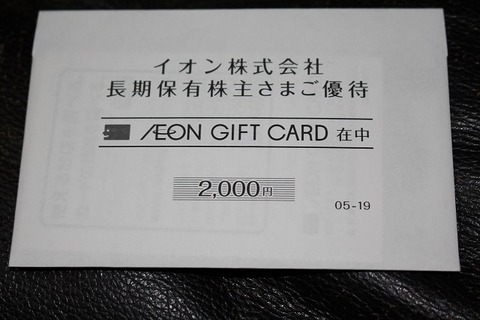 イオン株式会社
長期保有株主さまご優待
ÆON GIFT CARD 在中
2,000円
05-19